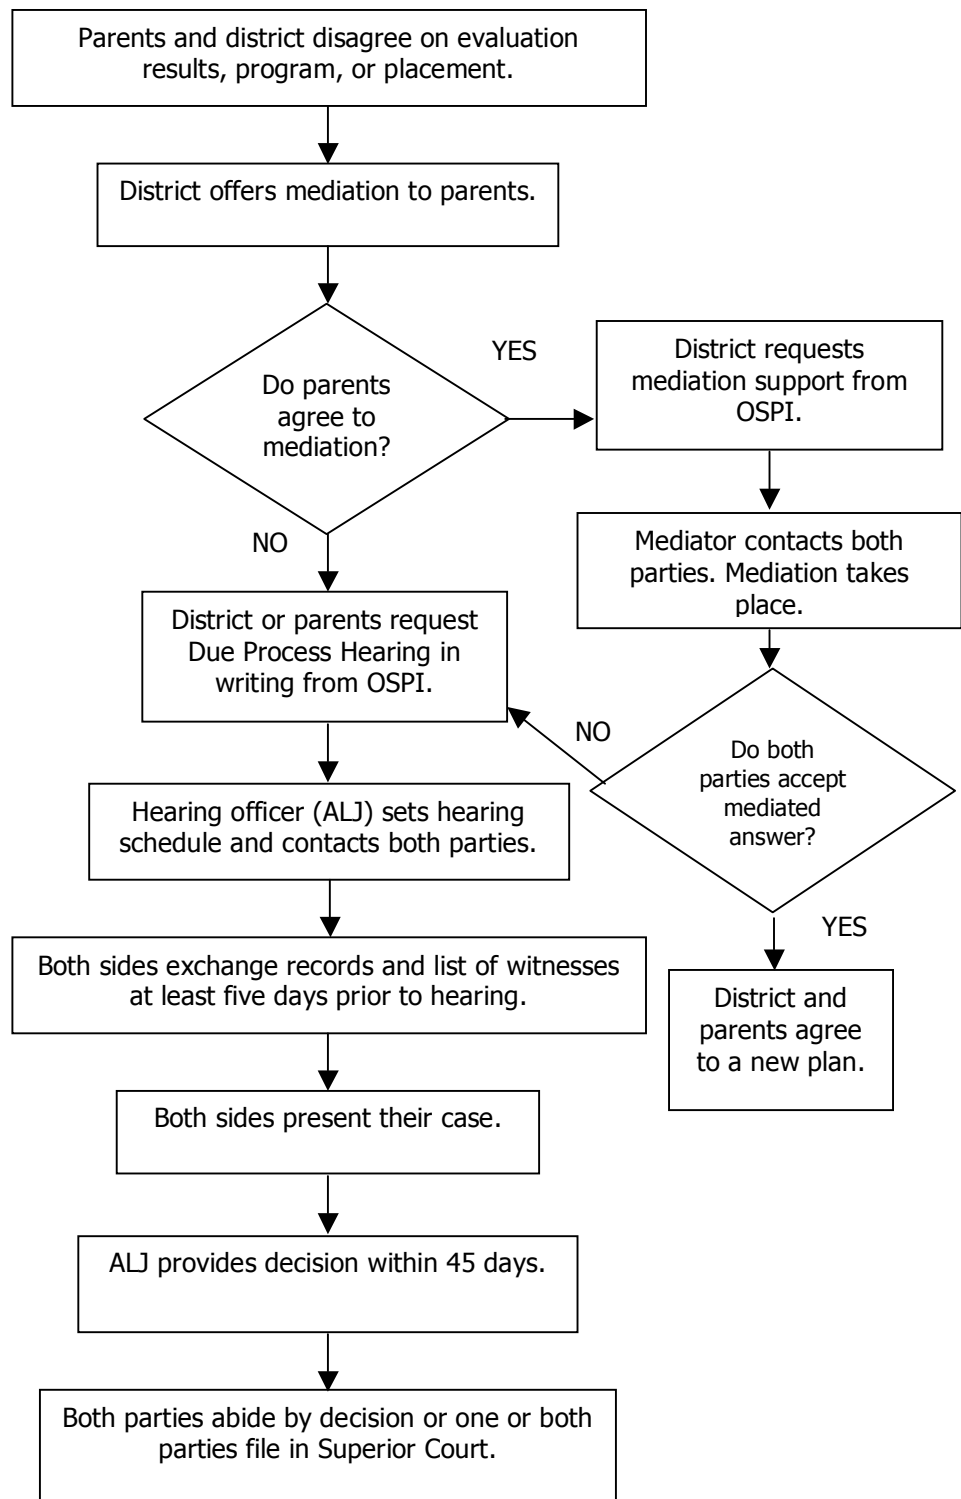 Parents and district disagree on evaluation
results, program, or placement.
District offers mediation to parents.
Do parents
agree to
mediation?
YES
District requests
mediation support from
OSPI.
Mediator contacts both
parties. Mediation takes
place.
NO
District or parents request
Due Process Hearing in
writing from OSPI.
NO
Do both
parties accept
mediated
answer?
YES
District and
parents agree
to a new plan.
Hearing officer (ALJ) sets hearing
schedule and contacts both parties.
Both sides exchange records and list of witnesses
at least five days prior to hearing.
Both sides present their case.
ALJ provides decision within 45 days.
Both parties abide by decision or one or both
parties file in Superior Court.